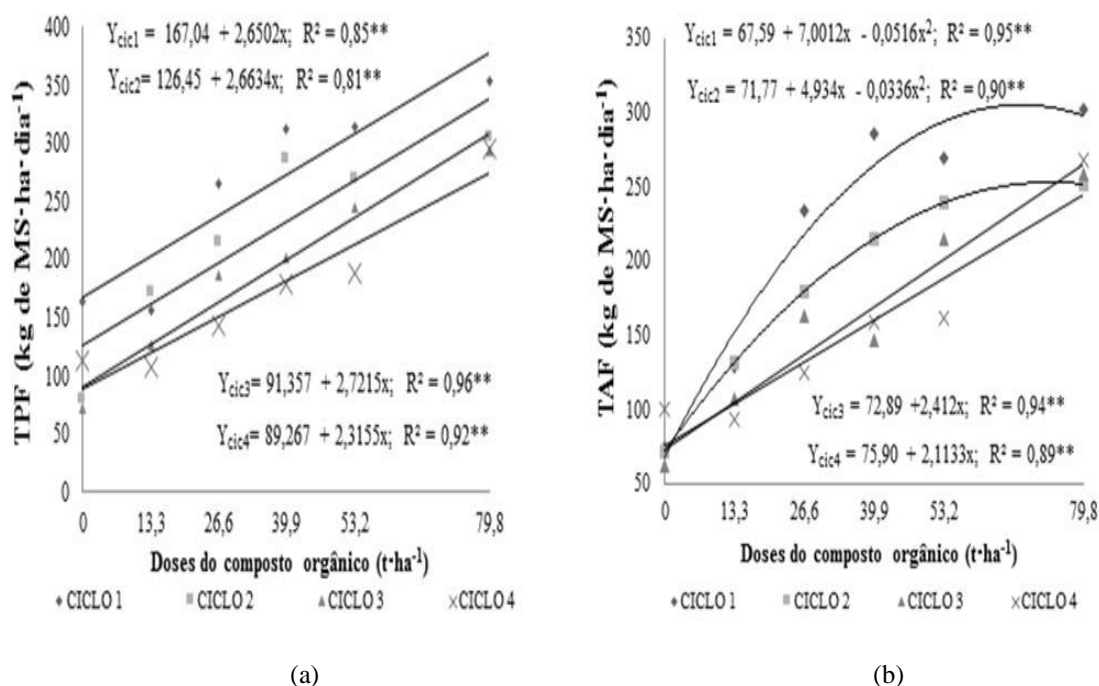 TPF (kg de MS·ha·dia⁻¹)
400
350
300
250
200
150
100
50
0
Y_cic1 = 167,04 + 2,6502x; R² = 0,85**
Y_cic2= 126,45 + 2,6634x; R² = 0,81**
Y_cic3= 91,357 + 2,7215x; R² = 0,96**
Y_cic4= 89,267 + 2,3155x; R² = 0,92**
0 13,3 26,6 39,9 53,2 79,8
Doses do composto orgânico (t·ha⁻¹)
CICLO 1 CICLO 2 CICLO 3 CICLO 4
(a)
TAF (kg de MS·ha·dia⁻¹)
350
300
250
200
150
100
50
Y_cic1 = 67,59 + 7,0012x - 0,0516x² ; R² = 0,95**
Y_cic2 = 71,77 + 4,934x - 0,0336x² ; R² = 0,90**
Y_cic3 = 72,89 +2,412x; R² = 0,94**
Y_cic4 = 75,90 + 2,1133x; R² = 0,89**
0 13,3 26,6 39,9 53,2 79,8
Doses do composto orgânico (t·ha⁻¹)
CICLO 1 CICLO 2 CICLO 3 CICLO 4
(b)